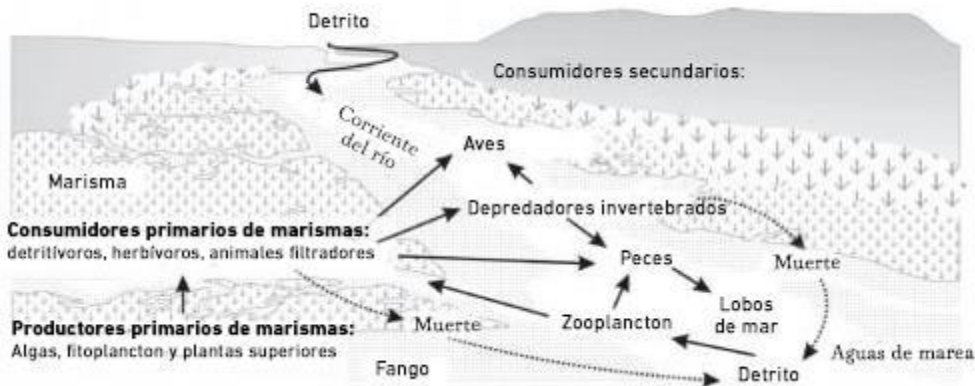 Detrito
Consumidores secundarios:
Corriente
del río
Aves
Marisma
Depredadores invertebrados
Consumidores primarios de marismas:
detritívoros, herbívoros, animales filtradores
Peces
Muerte
Lobos
de mar
Zooplancton
Muerte
Productores primarios de marismas:
Algas, fitoplancton y plantas superiores
Aguas de marea
Fango
Detrito